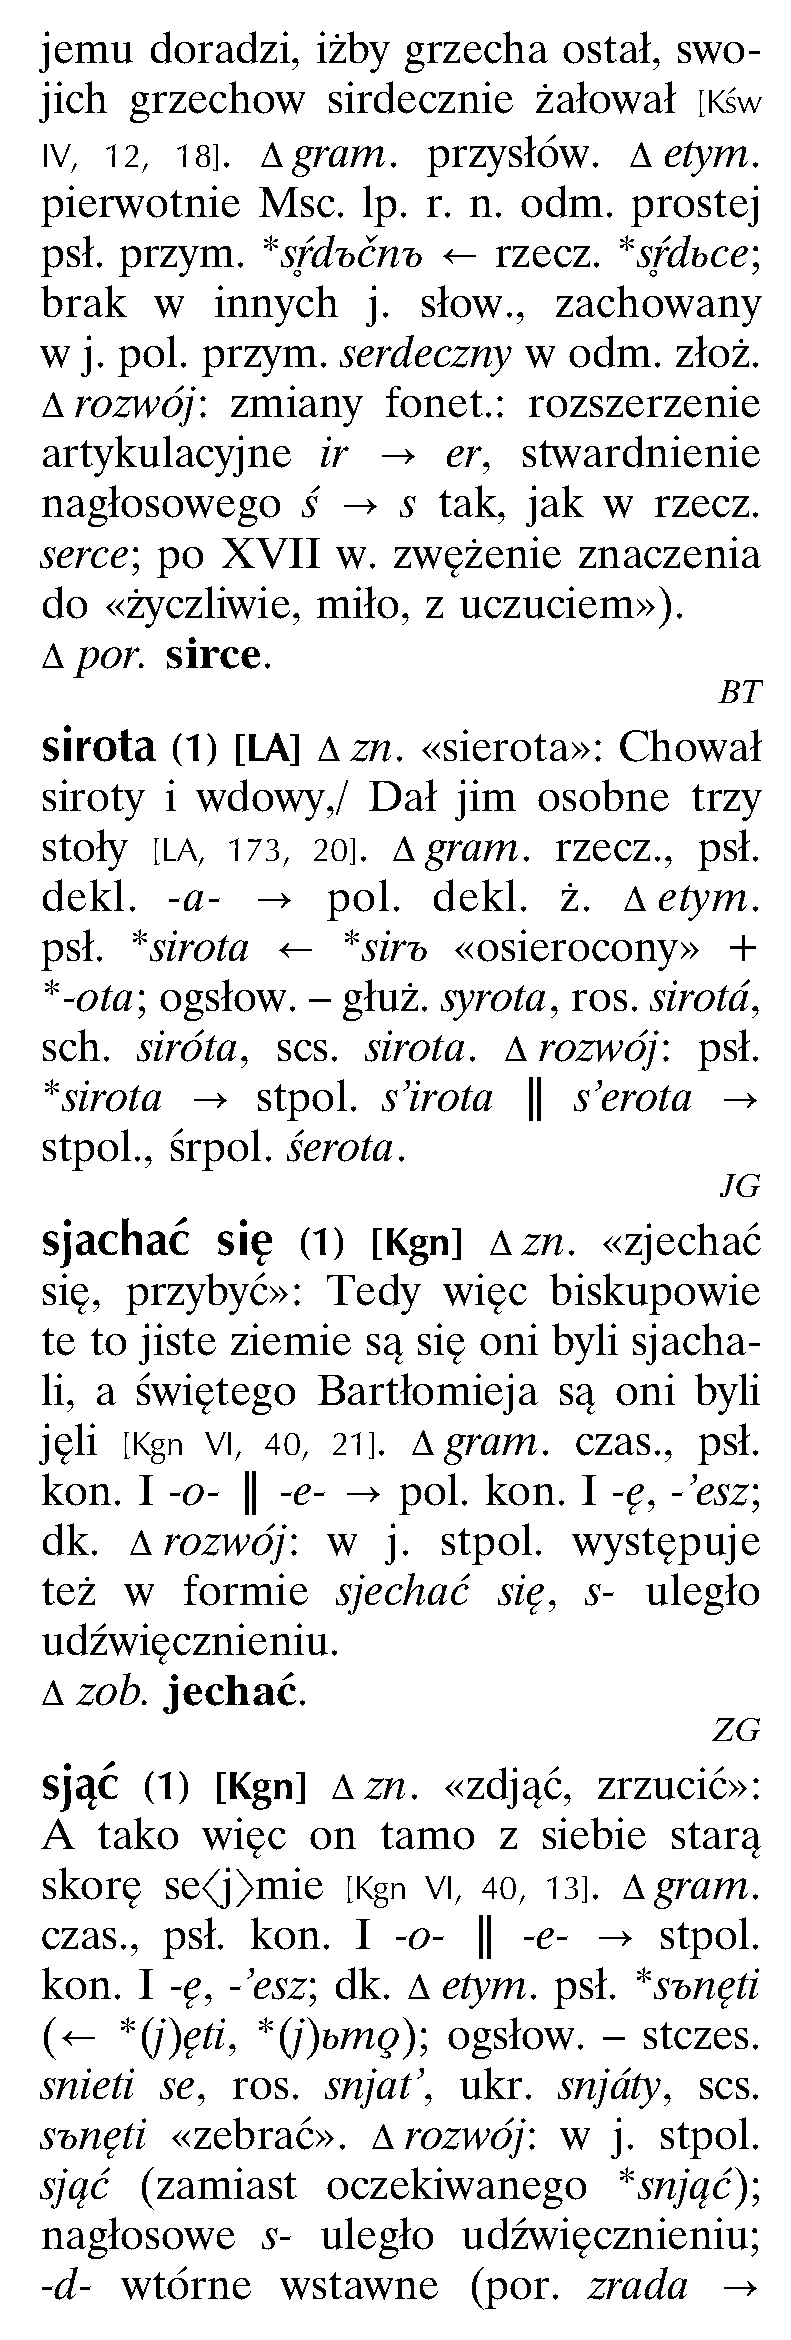 jemu doradzi, iżby grzecha ostał, swo-
jich grzechow sirdecznie żałował [Kśw
IV, 12, 18]. Δ gram. przysłów. Δ etym.
pierwotnie Msc. lp. r. n. odm. prostej
psł. przym. *sŕ̥dъčnъ ← rzecz. *sŕ̥dьce;
brak w innych j. słow., zachowany
w j. pol. przym. serdeczny w odm. złoż.
Δ rozwój: zmiany fonet.: rozszerzenie
artykulacyjne ir → er, stwardnienie
nagłosowego ś → s tak, jak w rzecz.
serce; po XVII w. zwężenie znaczenia
do «życzliwie, miło, z uczuciem»).
Δ por. sirce.
BT
sirota (1) [LA] Δ zn. «sierota»: Chował
siroty i wdowy,/ Dał jim osobne trzy
stoły [LA, 173, 20]. Δ gram. rzecz., psł.
dekl. -a- → pol. dekl. ż. Δ etym.
psł. *sirota ← *sirъ «osierocony» +
*-ota; ogsłow. – głuż. syrota, ros. sirotá,
sch. siróta, scs. sirota. Δ rozwój: psł.
*sirota → stpol. s’irota ‖ s’erota →
stpol., śrpol. śerota.
JG
sjachać się (1) [Kgn] Δ zn. «zjechać
się, przybyć»: Tedy więc biskupowie
te to jiste ziemie są się oni byli sjacha-
li, a świętego Bartłomieja są oni byli
jęli [Kgn VI, 40, 21]. Δ gram. czas., psł.
kon. I -o- ‖ -e- → pol. kon. I -ę, -’esz;
dk. Δ rozwój: w j. stpol. występuje
też w formie sjechać się, s- uległo
udźwięcznieniu.
Δ zob. jechać.
ZG
sjąć (1) [Kgn] Δ zn. «zdjąć, zrzucić»:
A tako więc on tamo z siebie starą
skorę se⟨j⟩mie [Kgn VI, 40, 13]. Δ gram.
czas., psł. kon. I -o- ‖ -e- → stpol.
kon. I -ę, -’esz; dk. Δ etym. psł. *sъnęti
(← *(j)ęti, *(j)ьmǫ); ogsłow. – stczes.
snieti se, ros. snjat’, ukr. snjáty, scs.
sъnęti «zebrać». Δ rozwój: w j. stpol.
sjąć (zamiast oczekiwanego *snjąć);
nagłosowe s- uległo udźwięcznieniu;
-d- wtórne wstawne (por. zrada →